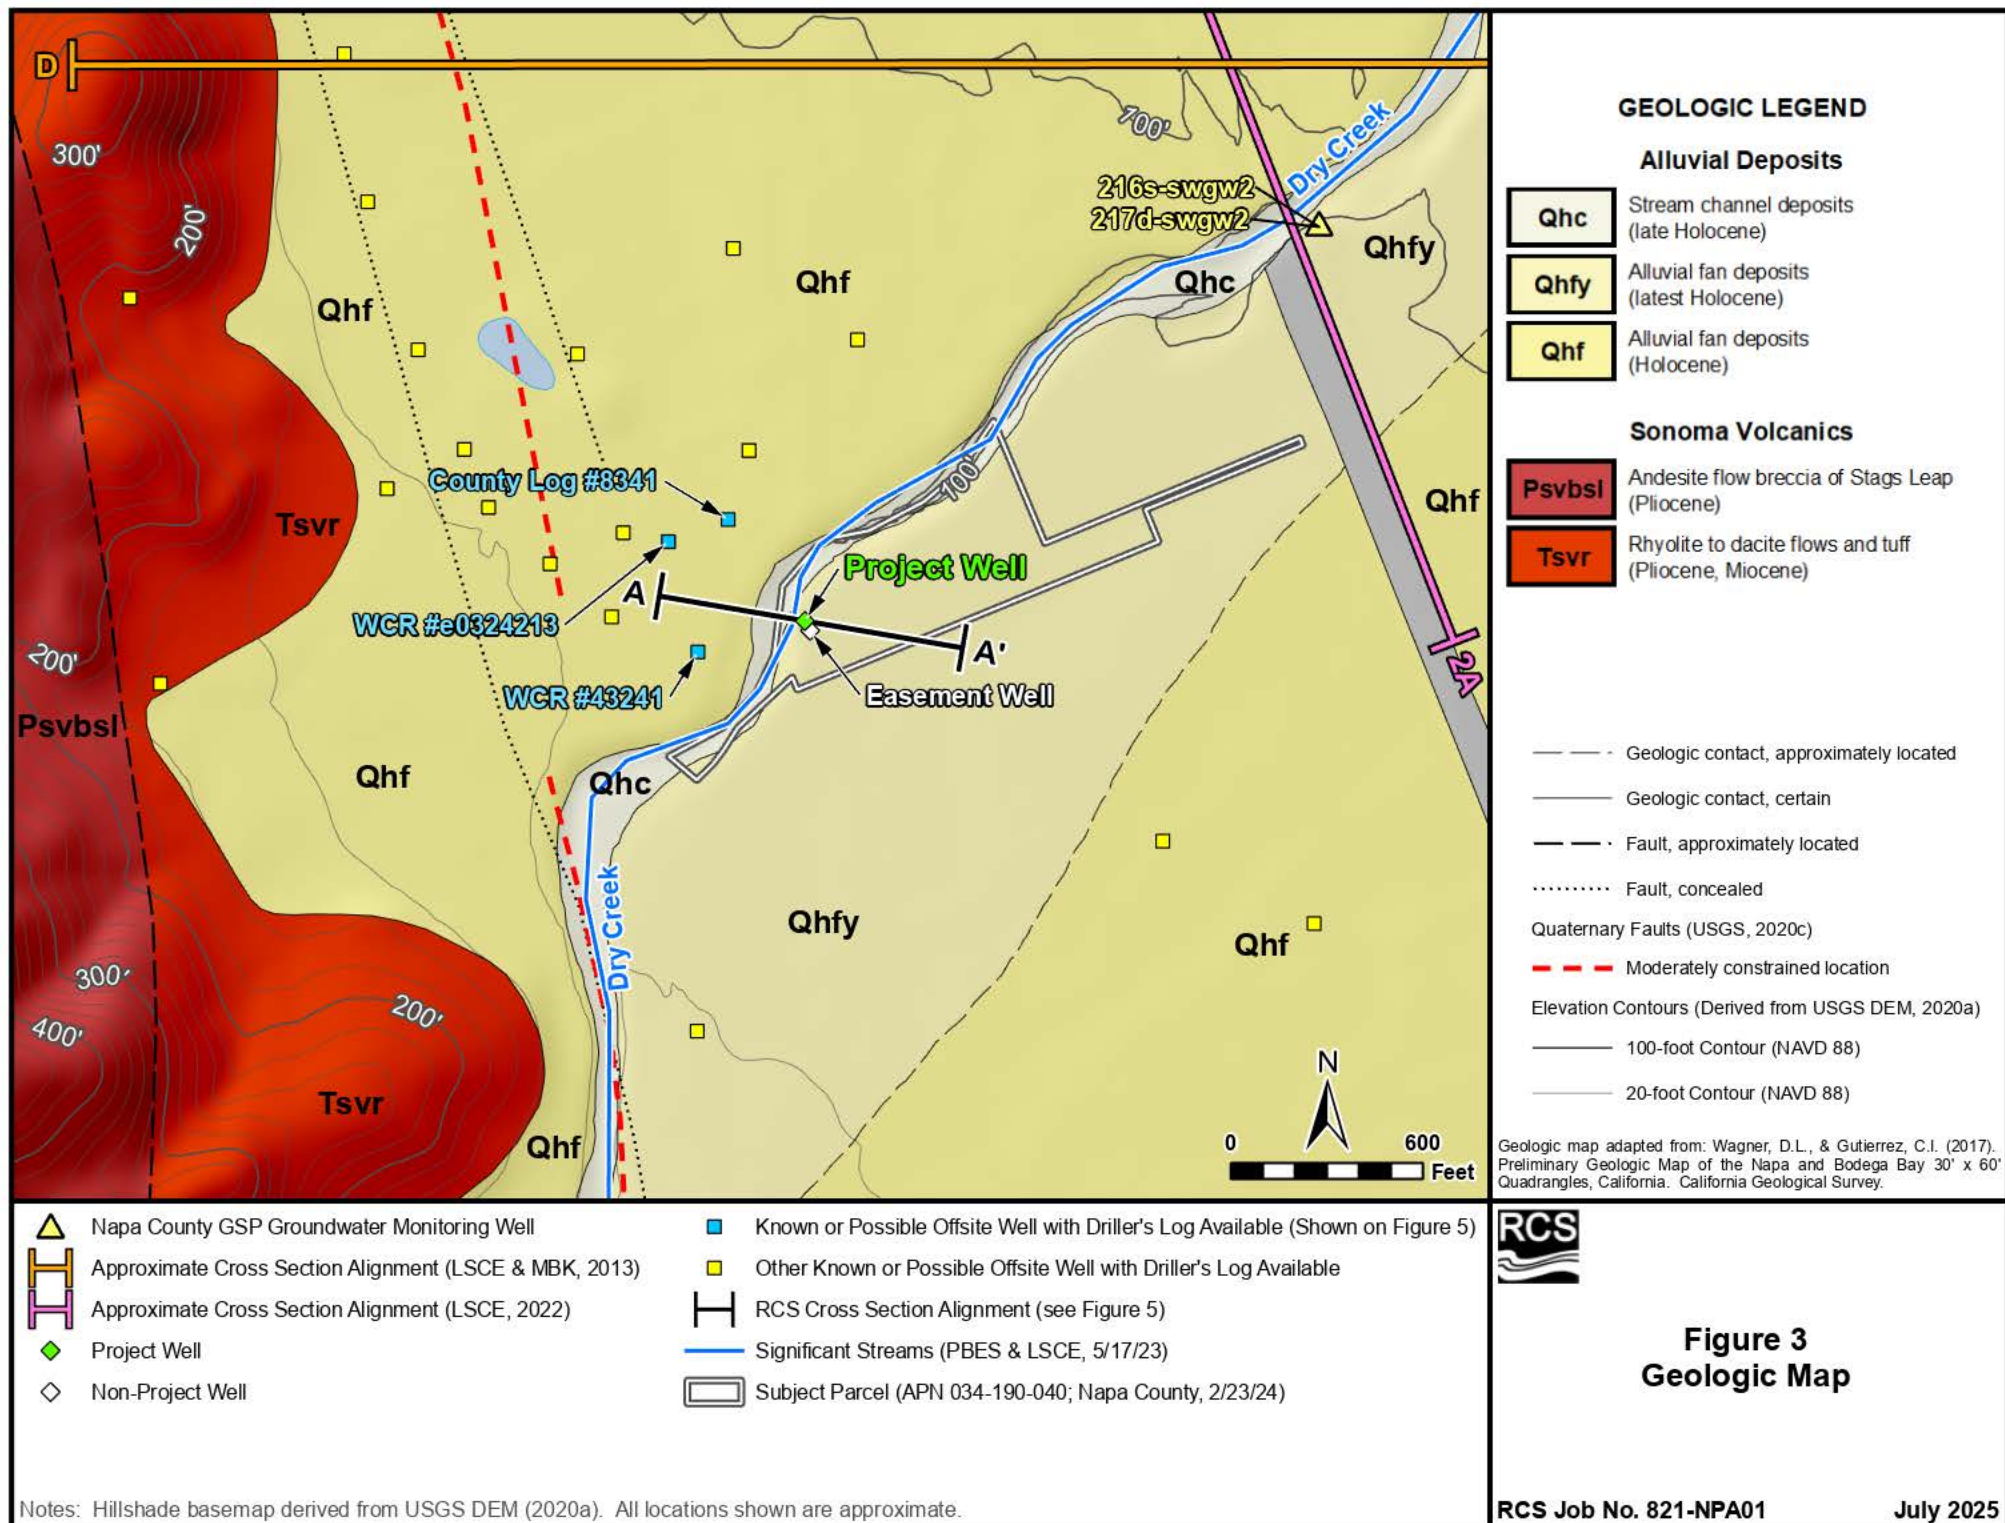 D
300'
200'
700'
Dry Creek
216s-swgw2
217d-swgw2
Qhfy
Qhf
Qhf
Qhc
County Log #8341
100'
Qhf
Tsvr
Project Well
A
WCR #e0324213
A'
2A
200'
WCR #43241
Easement Well
Psvbsl
Qhf
Qhc
Dry Creek
Qhfy
Qhf
300'
400'
200'
Tsvr
Qhf
N
0 600
Feet
GEOLOGIC LEGEND
Alluvial Deposits
Qhc Stream channel deposits
(late Holocene)
Qhfy Alluvial fan deposits
(latest Holocene)
Qhf Alluvial fan deposits
(Holocene)
Sonoma Volcanics
Psvbsl Andesite flow breccia of Stags Leap
(Pliocene)
Tsvr Rhyolite to dacite flows and tuff
(Pliocene, Miocene)
Geologic contact, approximately located
Geologic contact, certain
Fault, approximately located
Fault, concealed
Quaternary Faults (USGS, 2020c)
Moderately constrained location
Elevation Contours (Derived from USGS DEM, 2020a)
100-foot Contour (NAVD 88)
20-foot Contour (NAVD 88)
Geologic map adapted from: Wagner, D.L., & Gutierrez, C.I. (2017).
Preliminary Geologic Map of the Napa and Bodega Bay 30' x 60'
Quadrangles, California. California Geological Survey.
Napa County GSP Groundwater Monitoring Well
Approximate Cross Section Alignment (LSCE & MBK, 2013)
Approximate Cross Section Alignment (LSCE, 2022)
Project Well
Non-Project Well
Known or Possible Offsite Well with Driller's Log Available (Shown on Figure 5)
Other Known or Possible Offsite Well with Driller's Log Available
RCS Cross Section Alignment (see Figure 5)
Significant Streams (PBES & LSCE, 5/17/23)
Subject Parcel (APN 034-190-040; Napa County, 2/23/24)
Notes: Hillshade basemap derived from USGS DEM (2020a). All locations shown are approximate.
RCS
Figure 3
Geologic Map
RCS Job No. 821-NPA01 July 2025